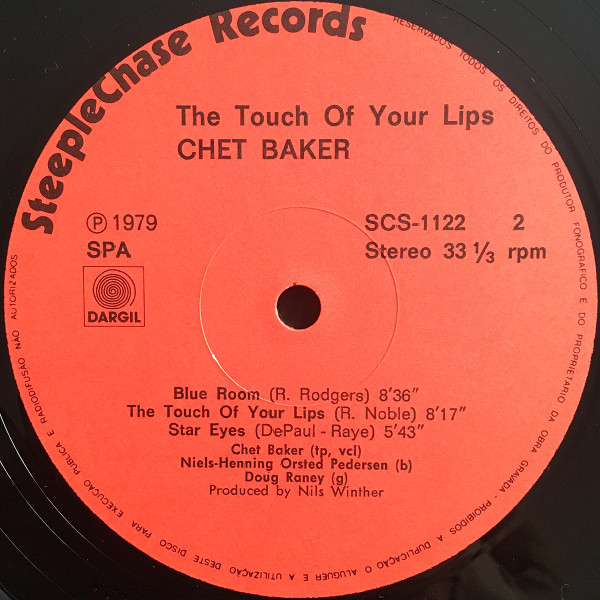 SteepleChase Records
The Touch Of Your Lips
CHET BAKER
Ⓟ 1979
SPA
DARGIL
SCS-1122 2
Stereo 33 1/3 rpm
Blue Room (R. Rodgers) 8'36"
The Touch Of Your Lips (R. Noble) 8'17"
Star Eyes (DePaul - Raye) 5'43"
Chet Baker (tp, vcl)
Niels-Henning Orsted Pedersen (b)
Doug Raney (g)
Produced by Nils Winther
RESERVADOS TODOS OS DIREITOS DO PRODUTOR FONOGRAFICO E DO PROPRIETARIO DA OBRA GRAVADA - PROIBIDOS A DUPLICAÇÃO O ALUGUER E A UTILIZAÇÃO DESTE DISCO PARA EXECUÇÃO PUBLICA E RADIODIFUSÃO NÃO AUTORIZADOS